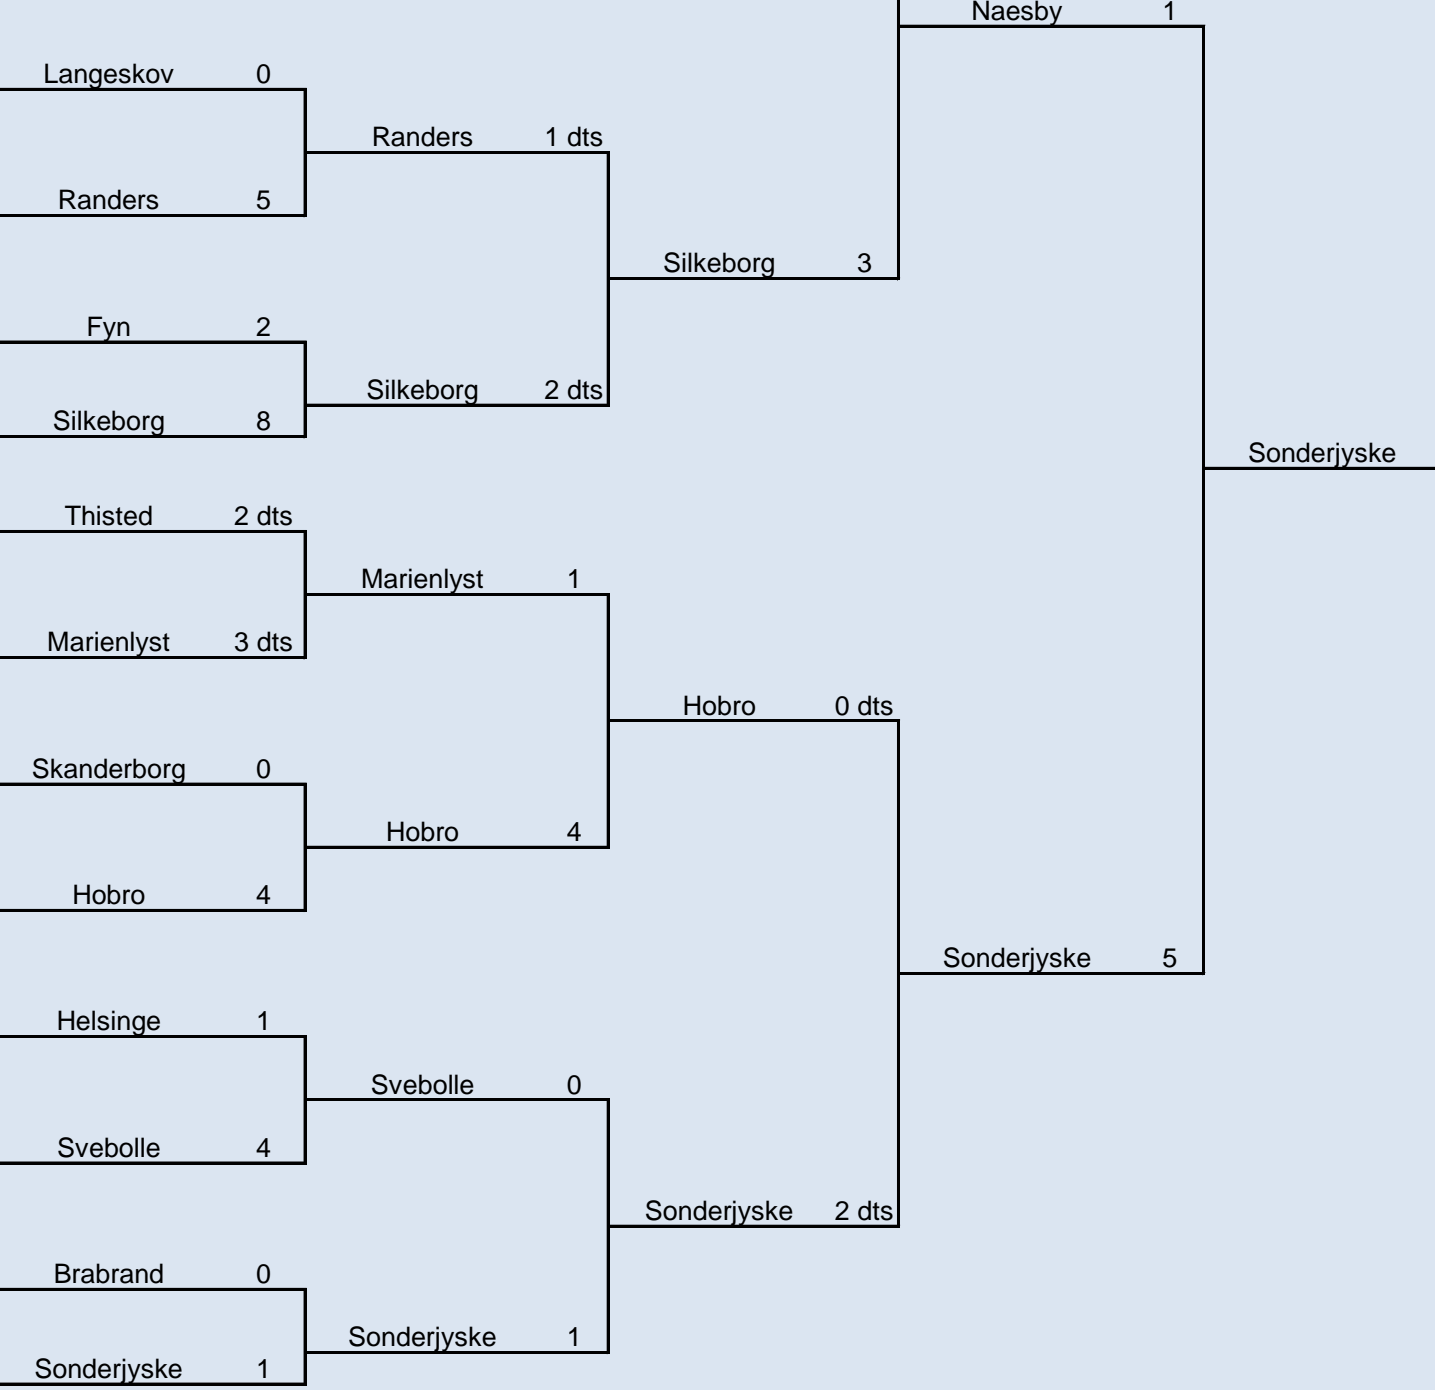 Naesby 1
Langeskov 0
Randers 1 dts
Randers 5
Silkeborg 3
Fyn 2
Silkeborg 2 dts
Silkeborg 8
Sonderjyske
Thisted 2 dts
Marienlyst 1
Marienlyst 3 dts
Hobro 0 dts
Skanderborg 0
Hobro 4
Hobro 4
Sonderjyske 5
Helsinge 1
Svebolle 0
Svebolle 4
Sonderjyske 2 dts
Brabrand 0
Sonderjyske 1
Sonderjyske 1